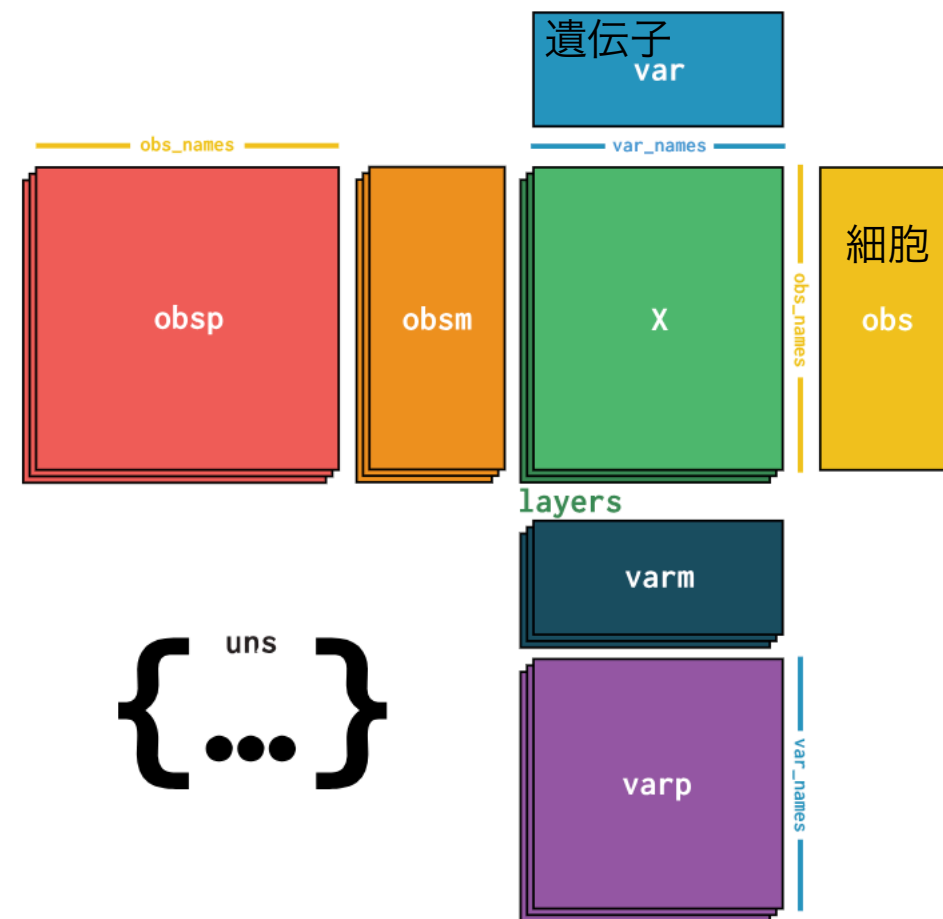 遺伝子
var
obs_names
var_names
obsp
obsm
X
obs_names
細胞
obs
layers
varm
uns
{ ••• }
varp
var_names